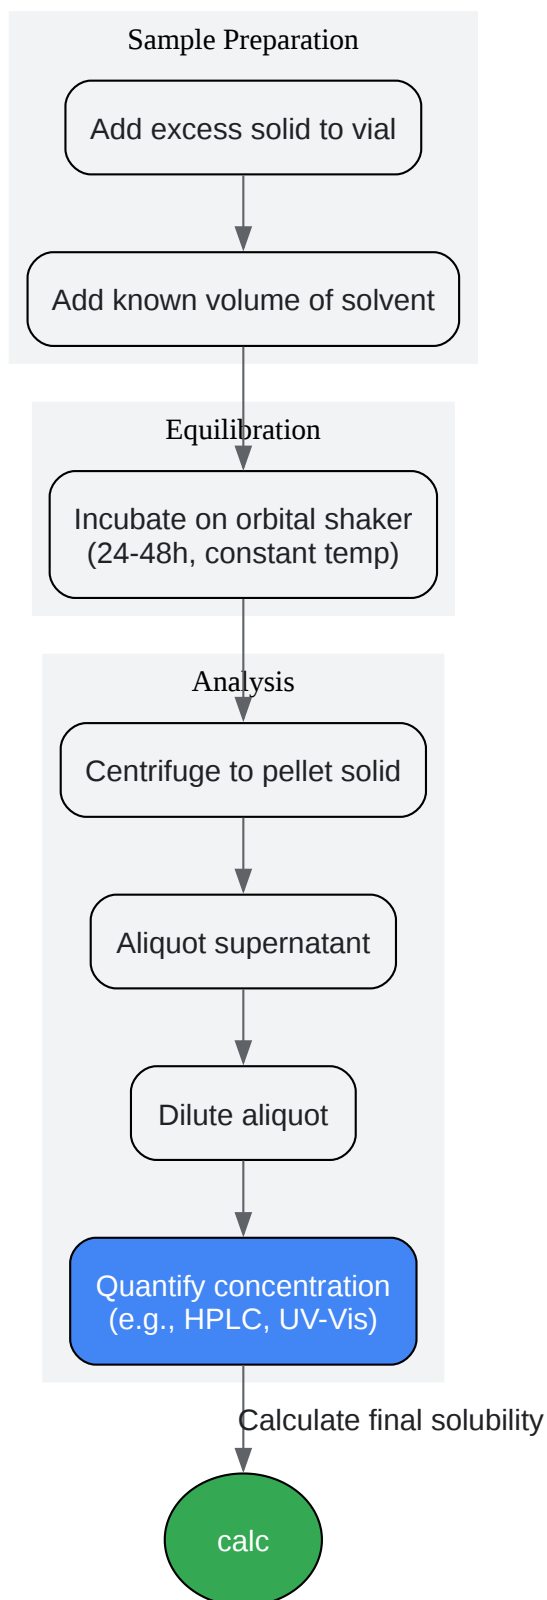 Sample Preparation
Add excess solid to vial
Add known volume of solvent
Equilibration
Incubate on orbital shaker
(24-48h, constant temp)
Analysis
Centrifuge to pellet solid
Aliquot supernatant
Dilute aliquot
Quantify concentration
(e.g., HPLC, UV-Vis)
Calculate final solubility
calc